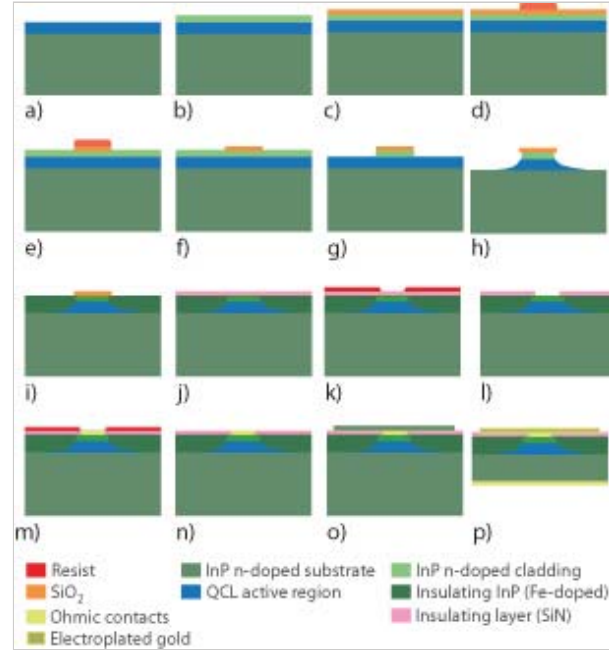 a)
b)
c)
d)
e)
f)
g)
h)
i)
j)
k)
l)
m)
n)
o)
p)
Resist
InP n-doped substrate
InP n-doped cladding
SiO₂
QCL active region
Insulating InP (Fe-doped)
Ohmic contacts
Insulating layer (SiN)
Electroplated gold